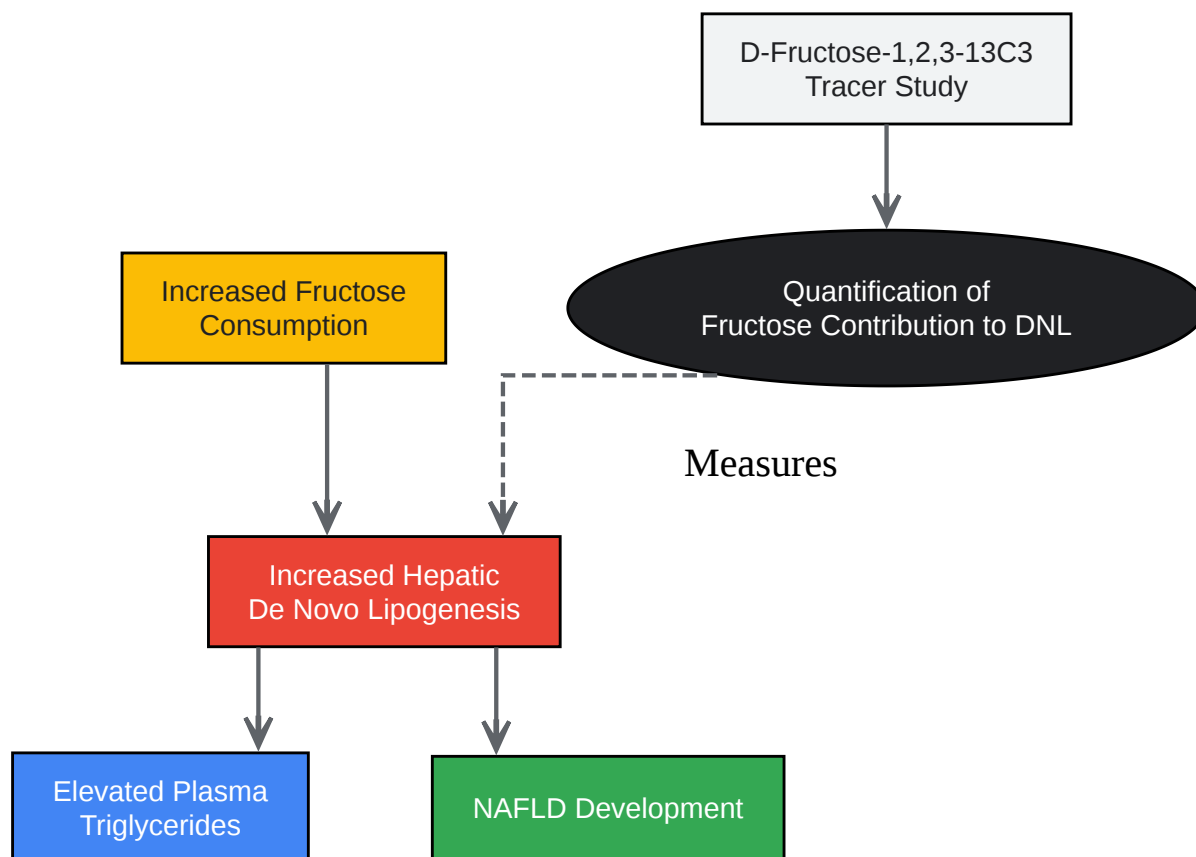 D-Fructose-1,2,3-13C3
Tracer Study
Increased Fructose
Consumption
Quantification of
Fructose Contribution to DNL
Measures
Increased Hepatic
De Novo Lipogenesis
Elevated Plasma
Triglycerides
NAFLD Development